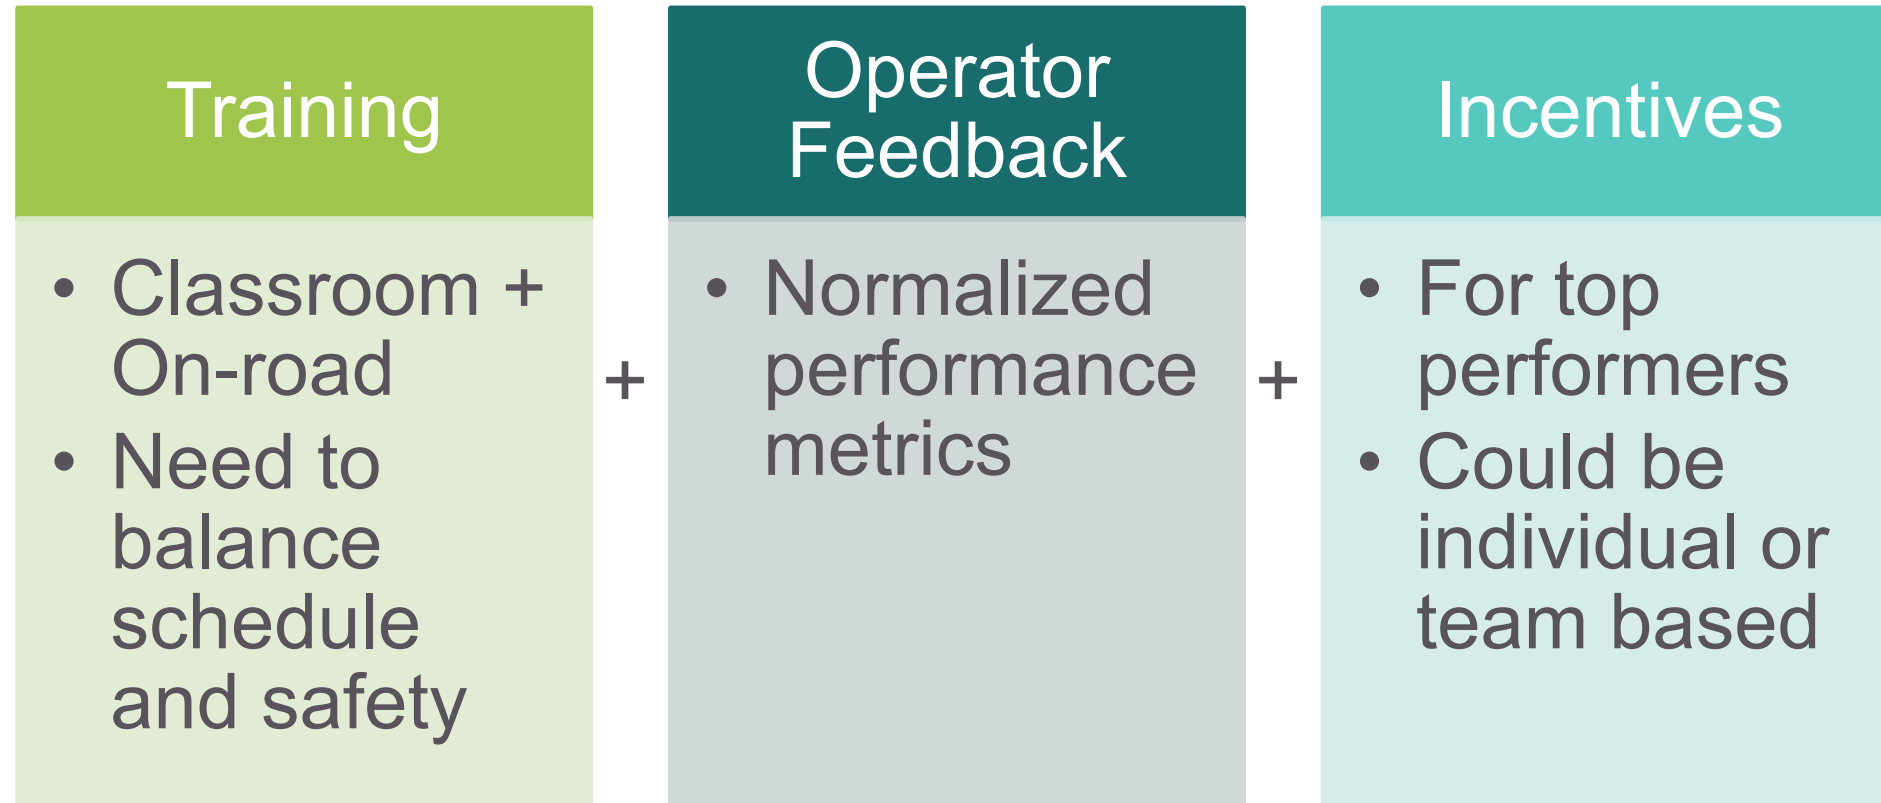 Training
• Classroom +
On-road
• Need to
balance
schedule
and safety
+
Operator
Feedback
• Normalized
performance
metrics
+
Incentives
• For top
performers
• Could be
individual or
team based